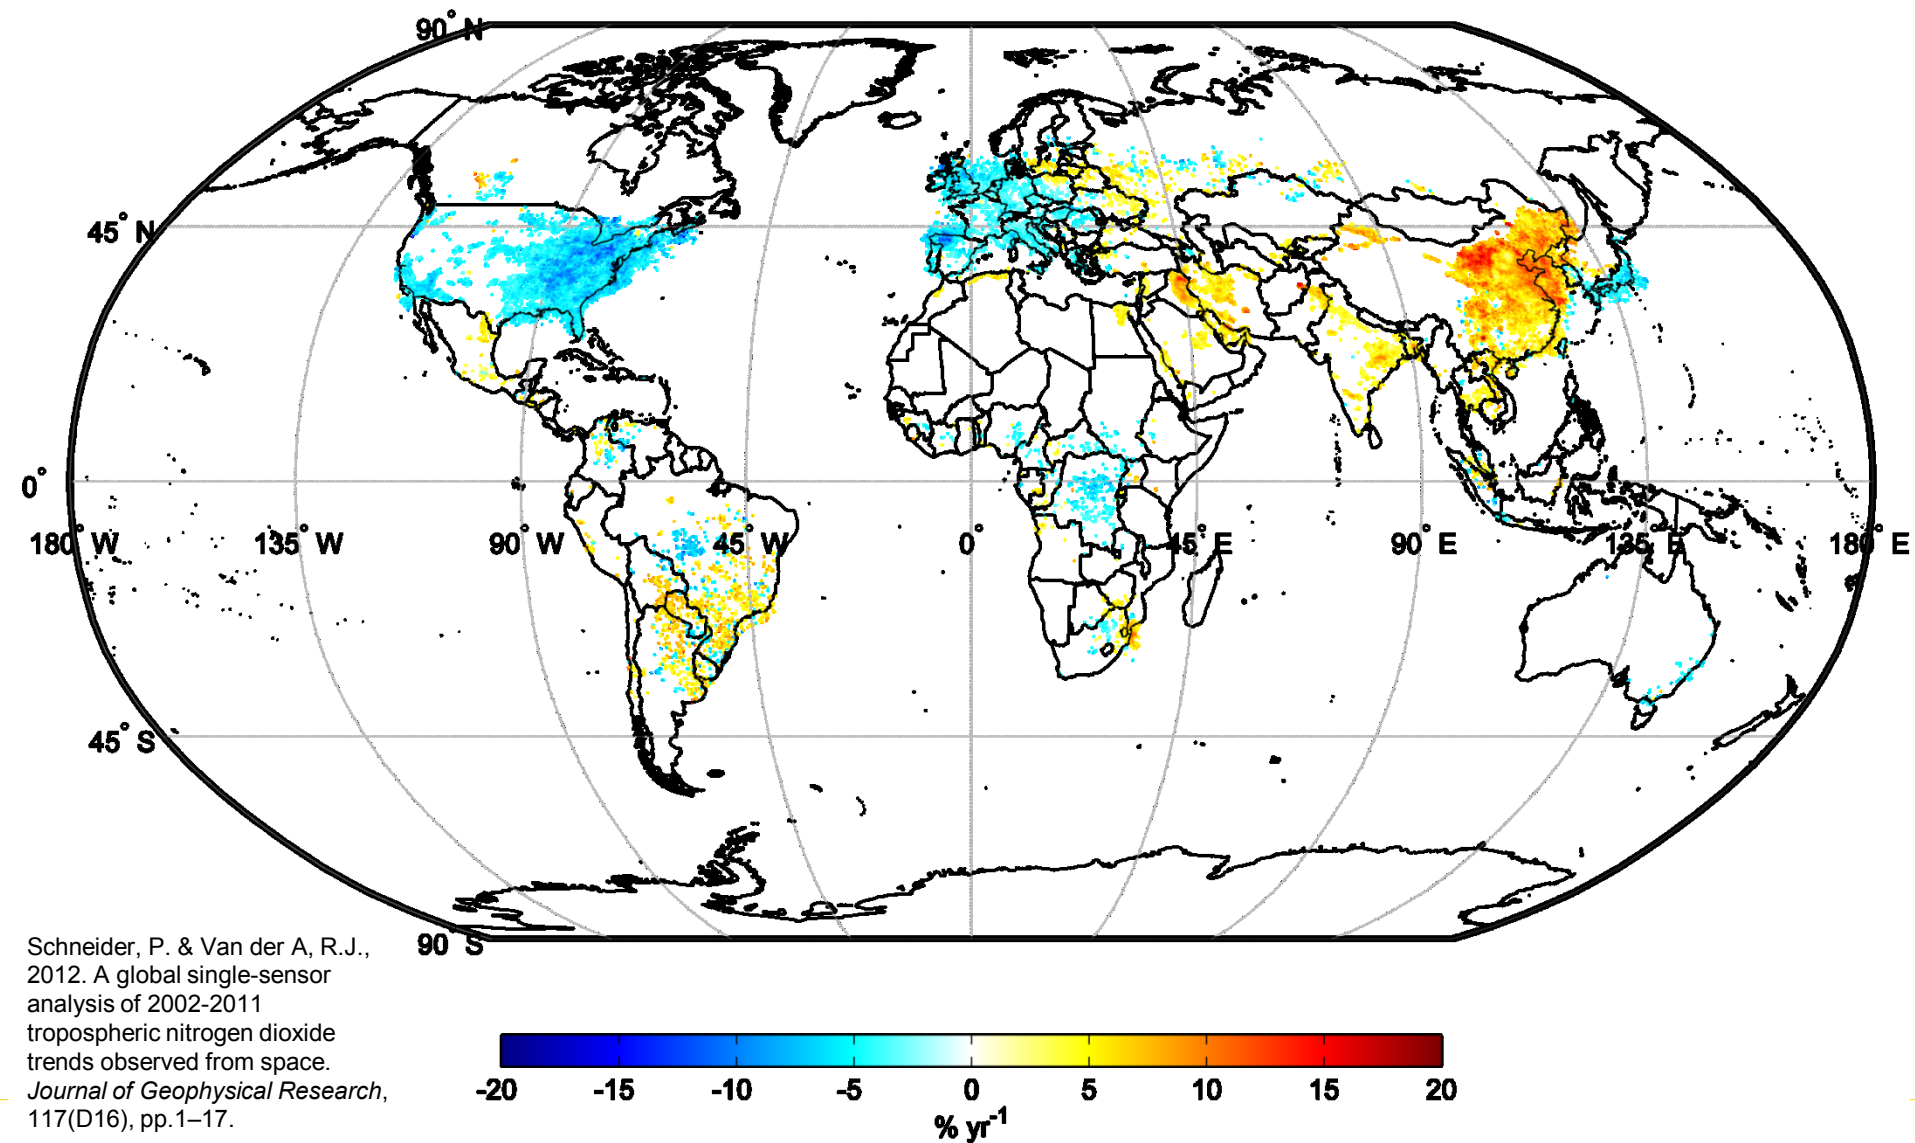 90° N
45° N
0°
180° W
135° W
90° W
45° W
0°
45° E
90° E
135° E
180° E
45° S
90° S
Schneider, P. & Van der A, R.J.,
2012. A global single-sensor
analysis of 2002-2011
tropospheric nitrogen dioxide
trends observed from space.
Journal of Geophysical Research,
117(D16), pp.1–17.
-20 -15 -10 -5 0 5 10 15 20
% yr-1